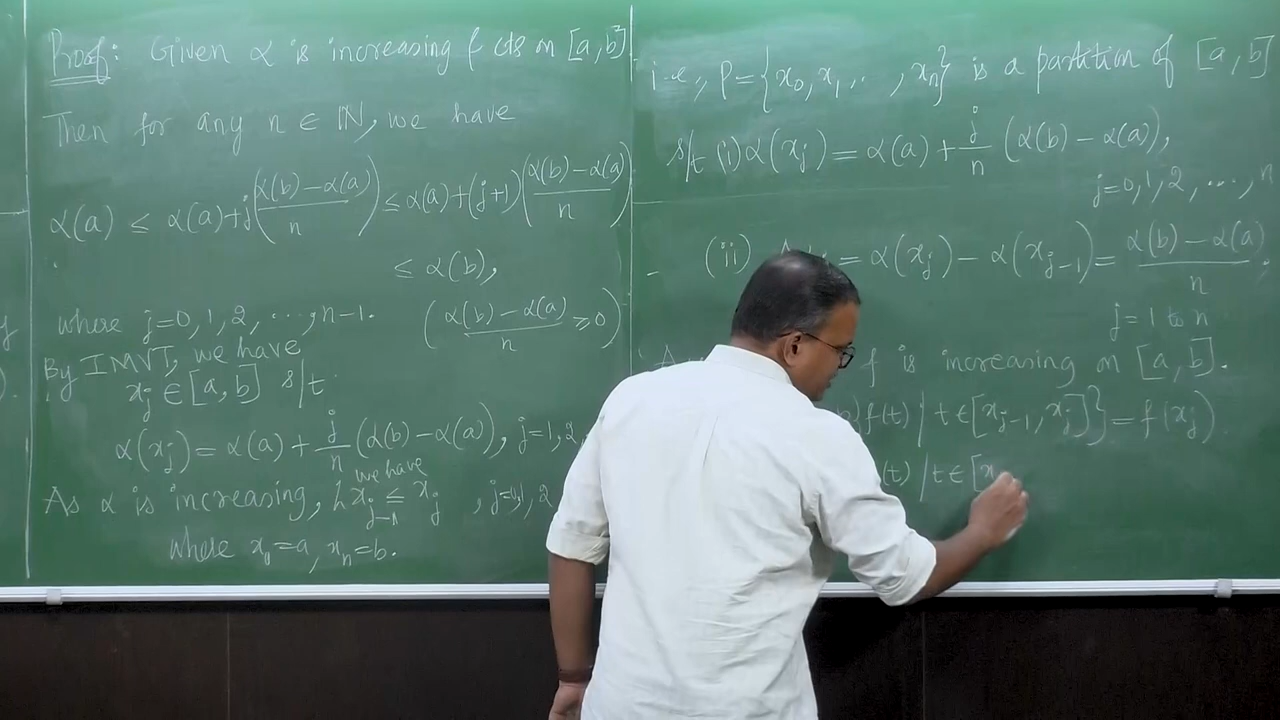 Proof: Given α is increasing & cts on [a, b].
Then for any n ∈ ℕ, we have
α(a) ≤ α(a)+j((α(b)−α(a))/n) ≤ α(a)+(j+1)((α(b)−α(a))/n)
≤ α(b),
where j=0,1,2, ..., n-1. ((α(b)−α(a))/n ≥ 0)
By IMVT, we have
x_j ∈ [a, b] s/t
α(x_j) = α(a) + j/n (α(b)−α(a)), j=1,2,
we have
As α is increasing, x_{j-1} ≤ x_j , j=0,1,2
where x_0=a, x_n=b.
i.e., P={x_0, x_1, ..., x_n} is a partition of [a, b]
s/t (i) α(x_j) = α(a) + j/n (α(b)−α(a)),
j=0,1,2, ..., n
(ii) = α(x_j) − α(x_{j-1}) = (α(b)−α(a))/n,
j=1 to n
f is increasing on [a, b].
f(t) | t∈[x_{j-1}, x_j]} = f(x_j)
(t) | t∈[x